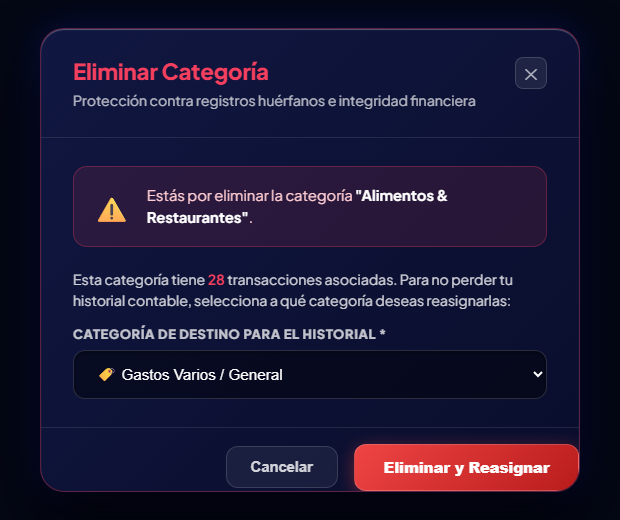 Eliminar Categoría
Protección contra registros huérfanos e integridad financiera
Estás por eliminar la categoría "Alimentos &
Restaurantes".
Esta categoría tiene 28 transacciones asociadas. Para no perder tu
historial contable, selecciona a qué categoría deseas reasignarlas:
CATEGORÍA DE DESTINO PARA EL HISTORIAL *
Gastos Varios / General
Cancelar
Eliminar y Reasignar